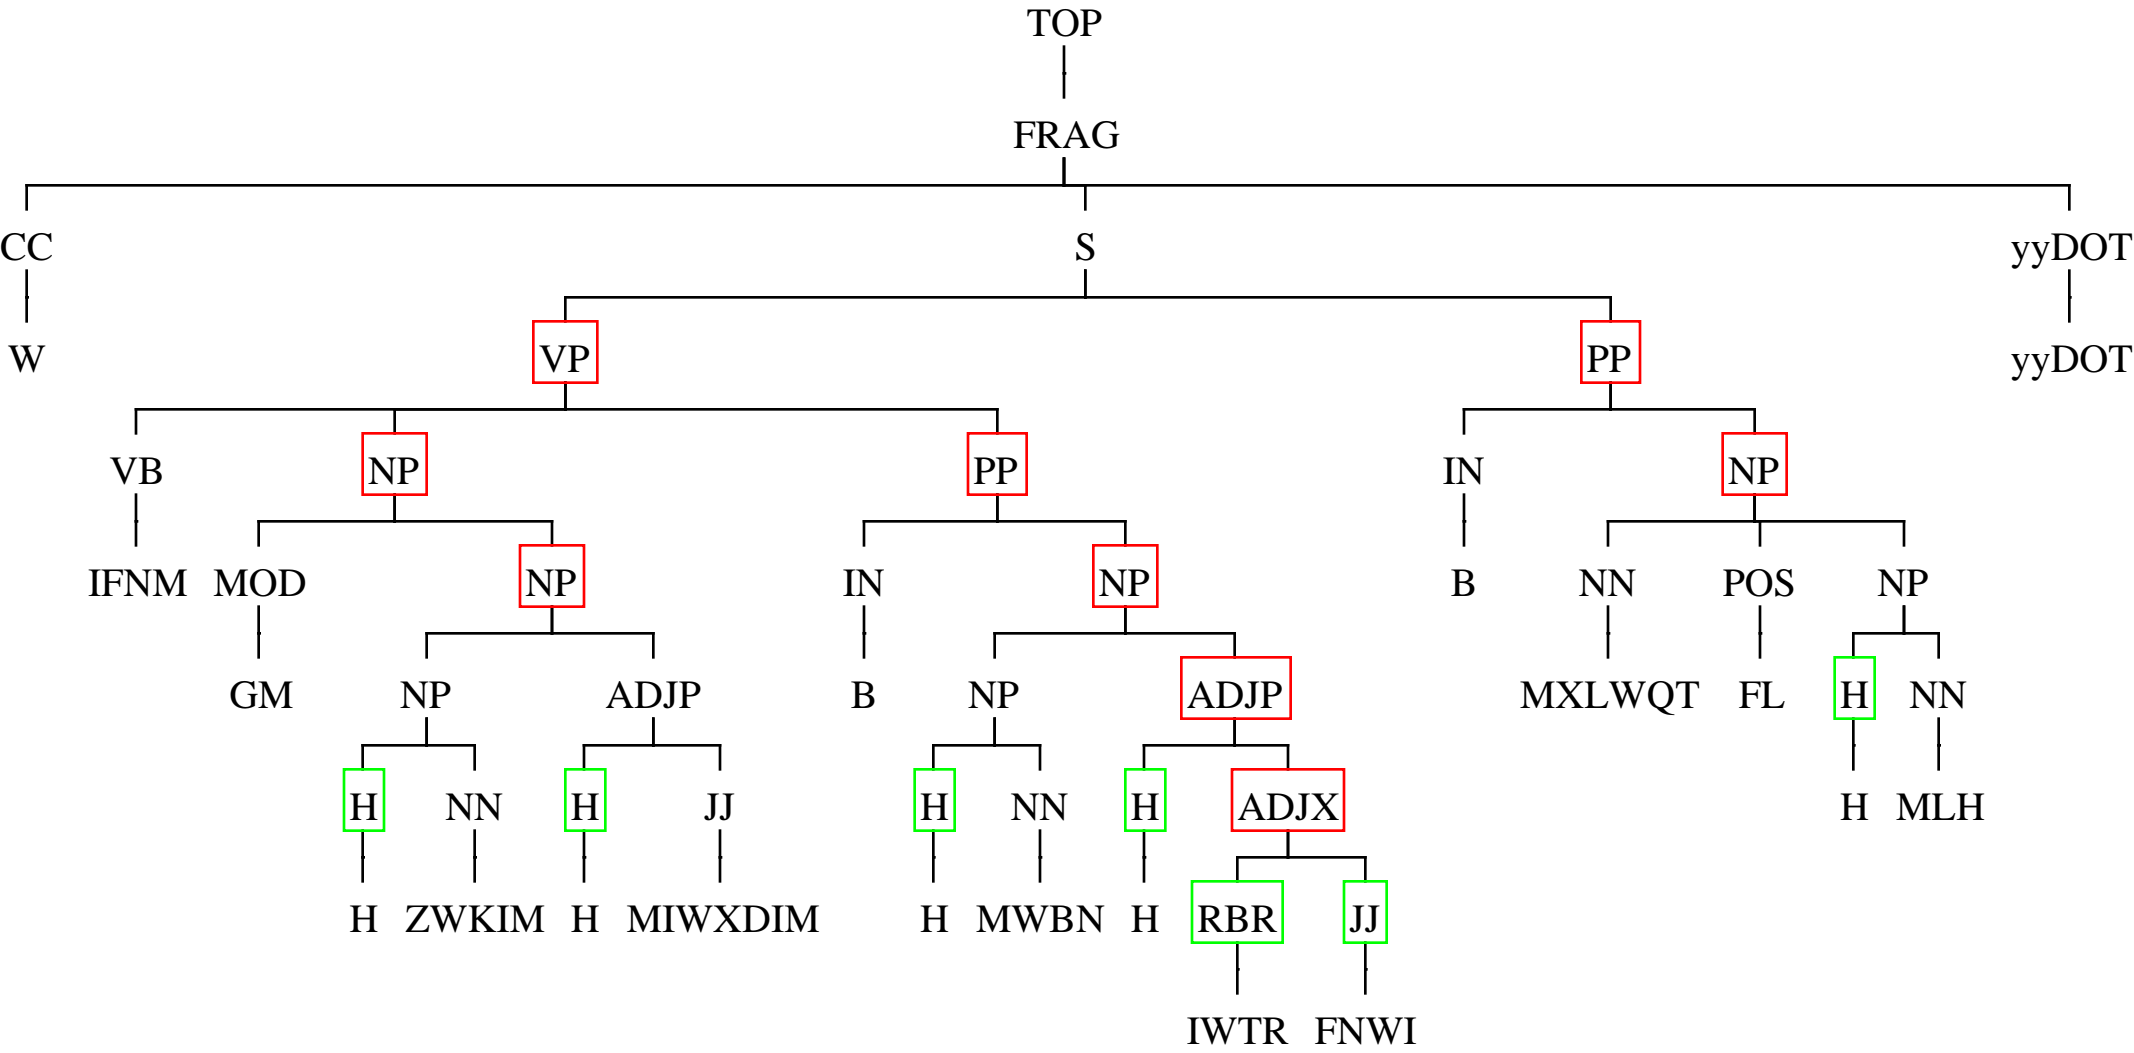 TOP
FRAG
CC S yyDOT
W VP PP yyDOT
VB NP PP IN NP
IFNM MOD NP IN NP B NN POS NP
GM NP ADJP B NP ADJP MXLWQT FL H NN
H NN H JJ H NN H ADJX H MLH
H ZWKIM H MIWXDIM H MWBN H RBR JJ
IWTR FNWI